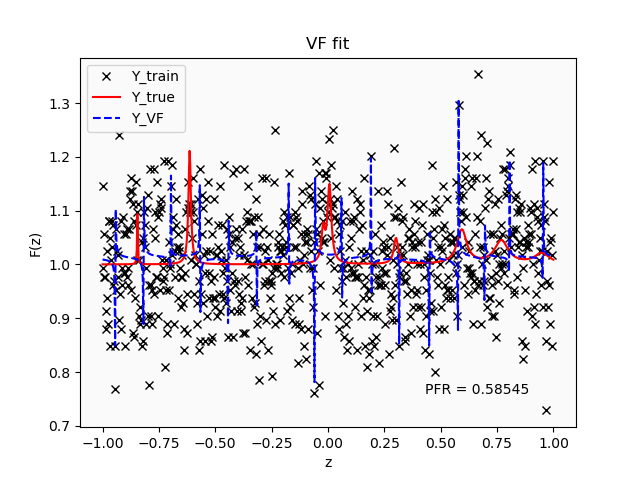 VF fit
Y_train
Y_true
Y_VF
1.3
1.2
1.1
1.0
0.9
0.8
0.7
F(z)
PFR = 0.58545
−1.00 −0.75 −0.50 −0.25 0.00 0.25 0.50 0.75 1.00
z